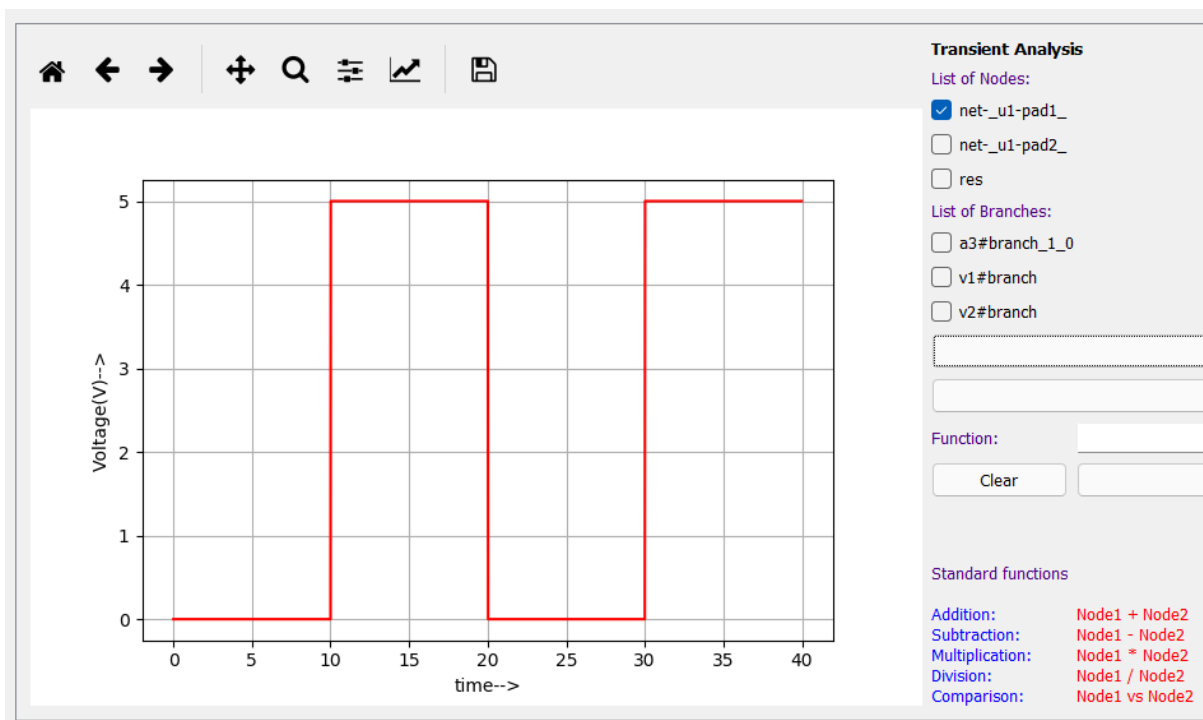 Transient Analysis
List of Nodes:
net-_u1-pad1_
net-_u1-pad2_
res
List of Branches:
a3#branch_1_0
v1#branch
v2#branch
Function:
Clear
Standard functions
Addition: Node1 + Node2
Subtraction: Node1 - Node2
Multiplication: Node1 * Node2
Division: Node1 / Node2
Comparison: Node1 vs Node2
Voltage(V)-->
5
4
3
2
1
0
0 5 10 15 20 25 30 35 40
time-->